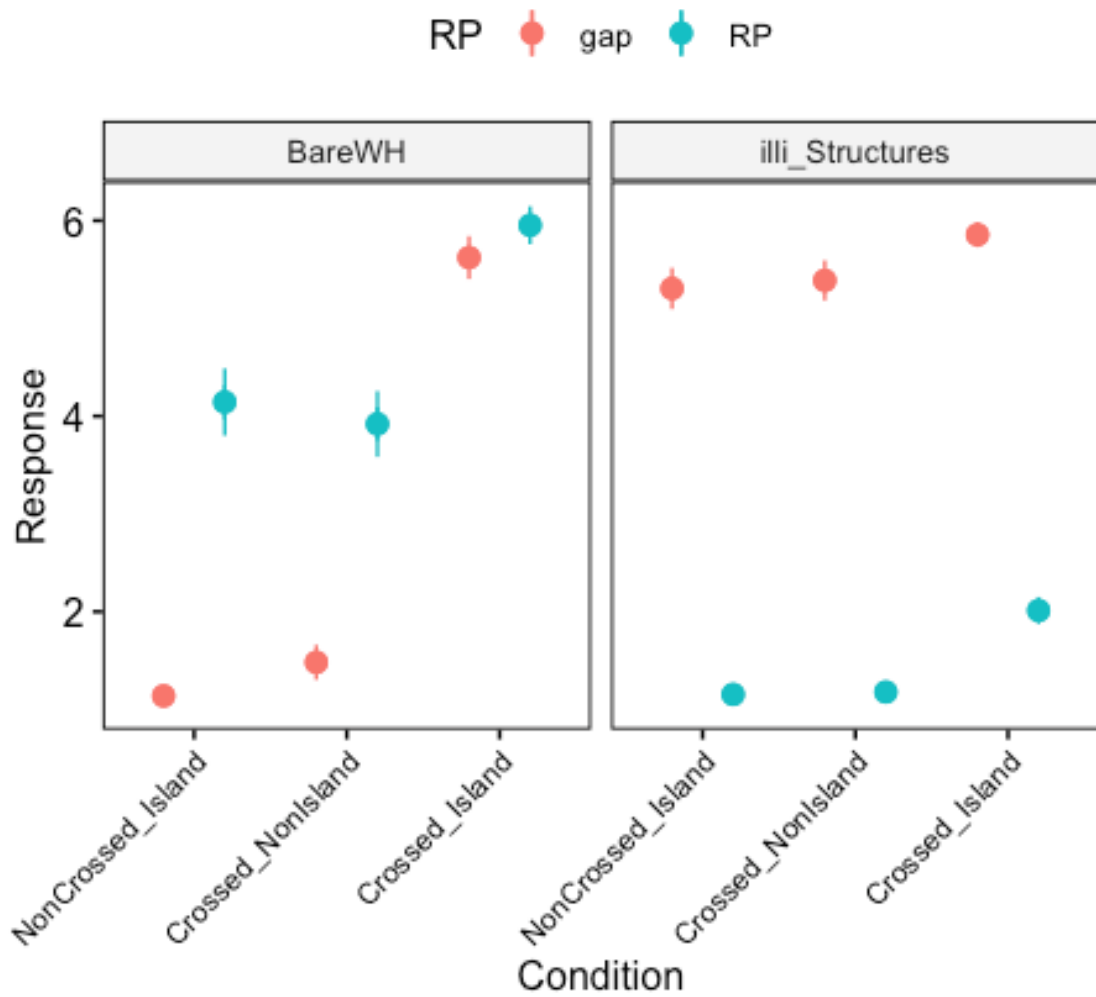 RP gap RP
BareWH illi_Structures
6
4
2
Response
NonCrossed_Island Crossed_NonIsland Crossed_Island NonCrossed_Island Crossed_NonIsland Crossed_Island
Condition